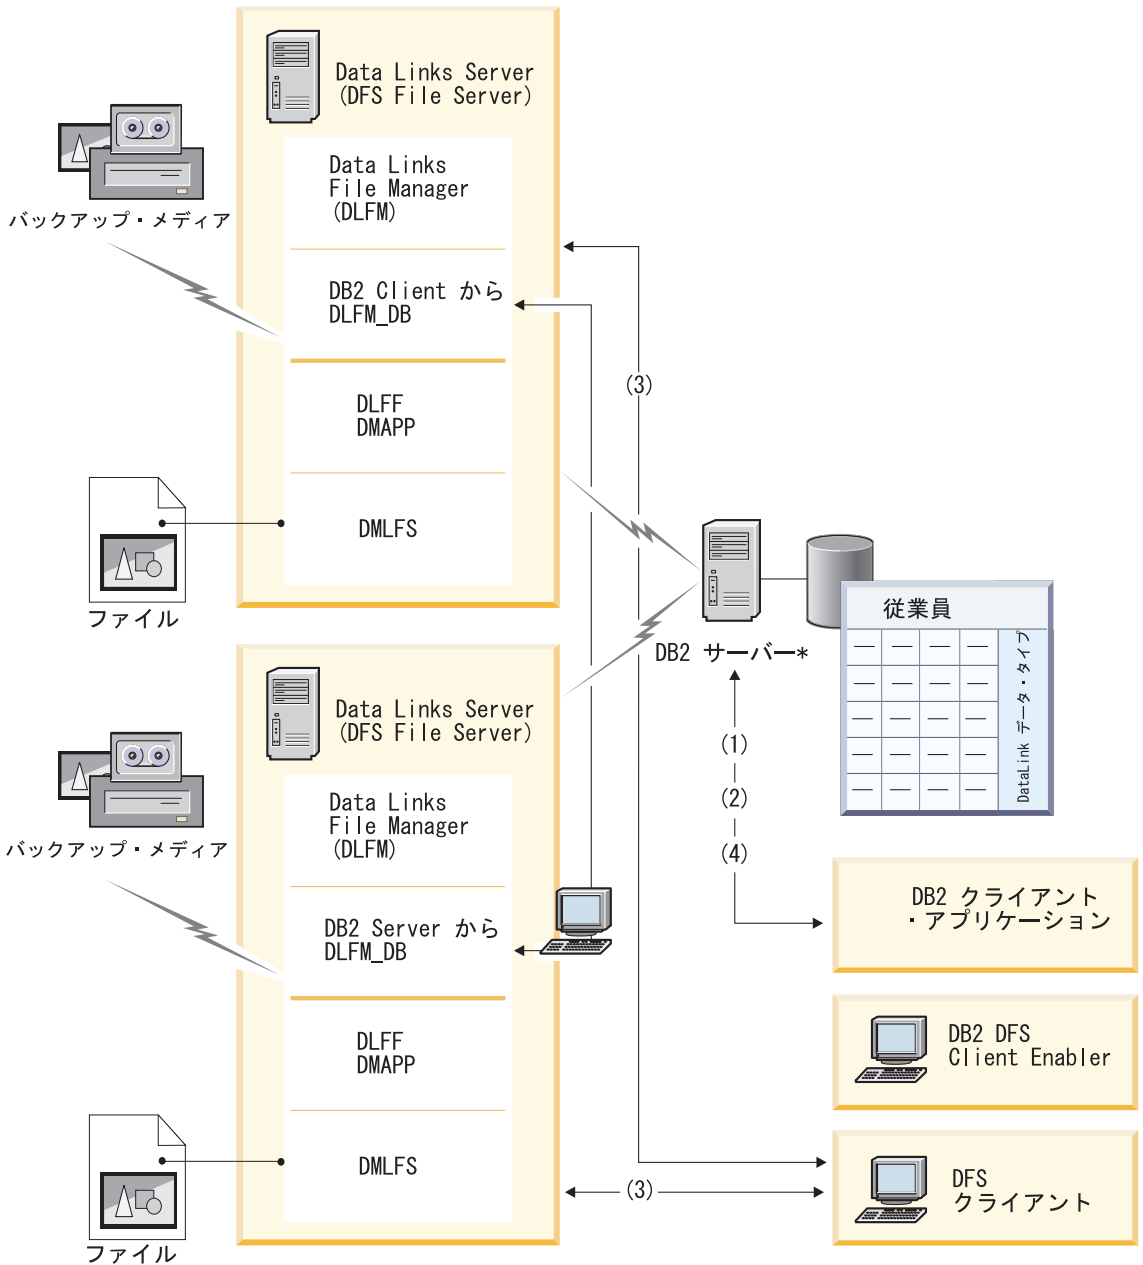 Data Links Server
(DFS File Server)
バックアップ・メディア
Data Links
File Manager
(DLFM)
DB2 Client から
DLFM_DB
DLFF
DMAPP
DMLFS
ファイル
(3)
DB2 サーバー*
従業員
DataLink データ・タイプ
(1)
(2)
(4)
Data Links Server
(DFS File Server)
バックアップ・メディア
Data Links
File Manager
(DLFM)
DB2 Server から
DLFM_DB
DLFF
DMAPP
DMLFS
ファイル
(3)
DB2 クライアント
・アプリケーション
DB2 DFS
Client Enabler
DFS
クライアント